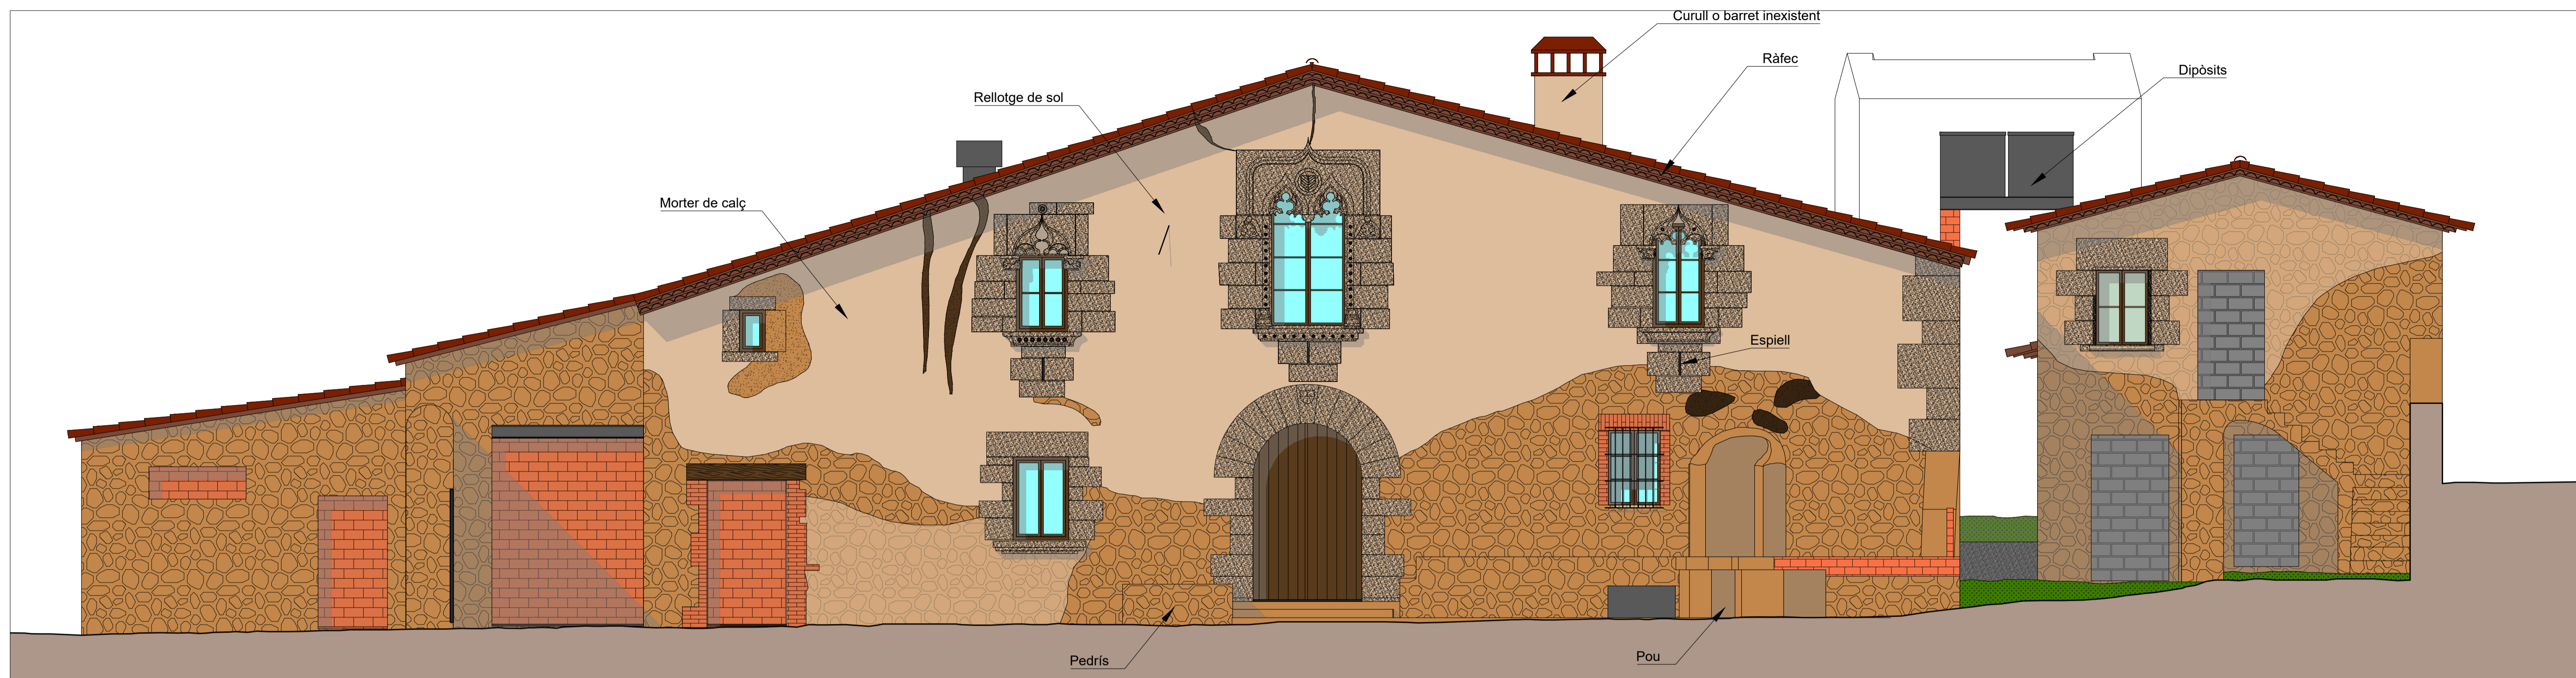 Curull o barret inexistent
Ràfec
Dipòsits
Rellotge de sol
Morter de calç
Espiell
Pedrís
Pou